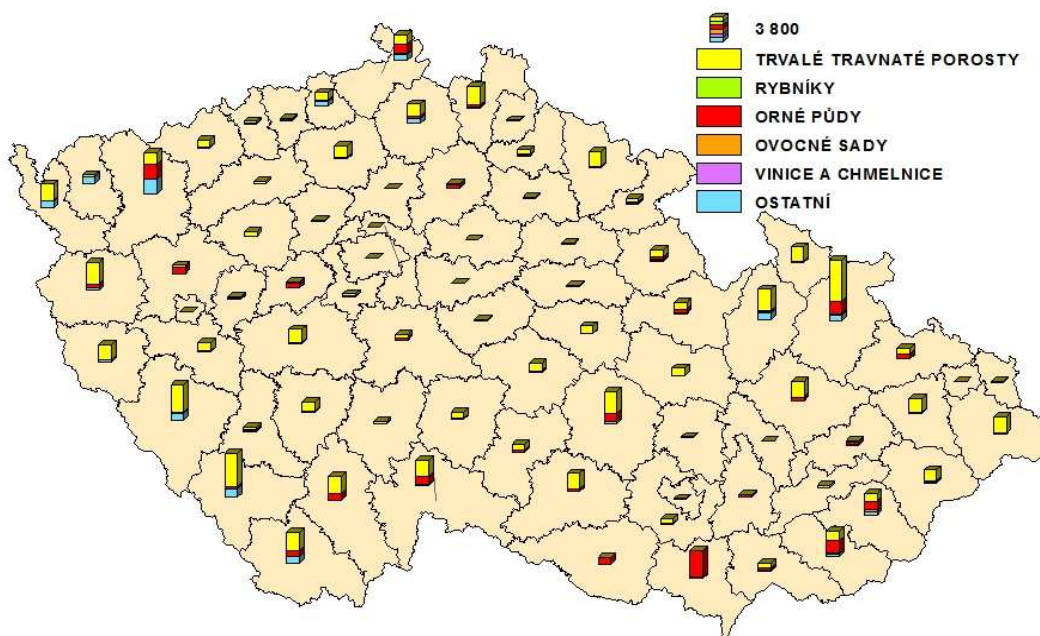 3 800
TRVALÉ TRAVNATÉ POROSTY
RYBNÍKY
ORNÉ PŮDY
OVOCNÉ SADY
VINICE A CHMELNICE
OSTATNÍ